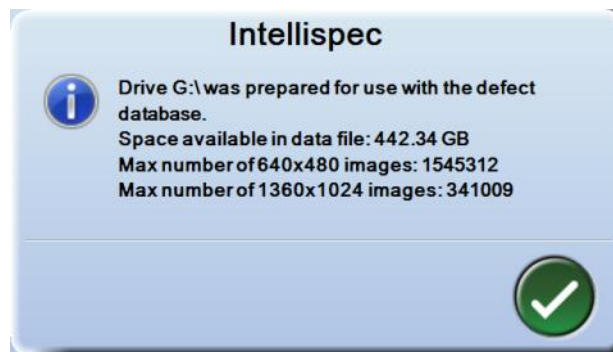 Intellispec
Drive G:\ was prepared for use with the defect
database.
Space available in data file: 442.34 GB
Max number of 640x480 images: 1545312
Max number of 1360x1024 images: 341009